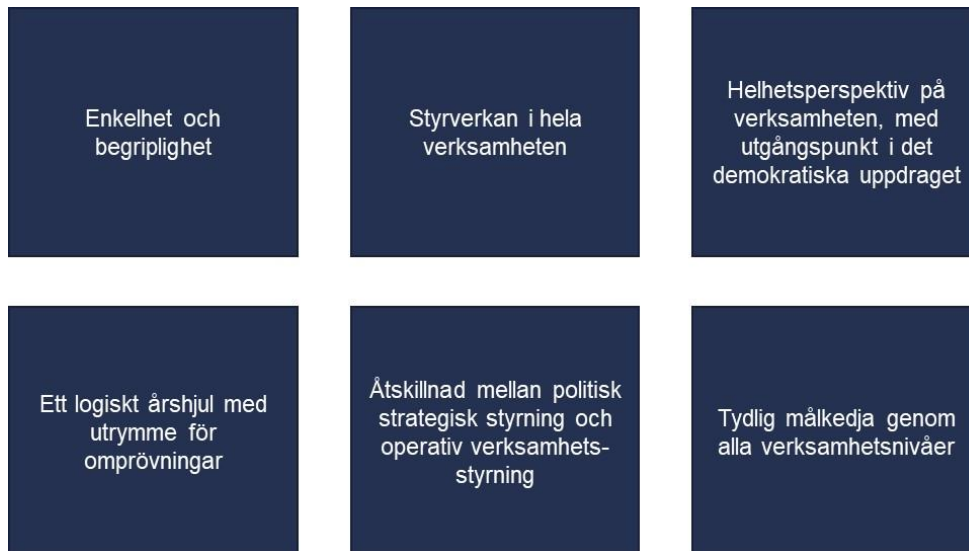 Enkelhet och
begriplighet
Styrverkan i hela
verksamheten
Helhetsperspektiv på
verksamheten, med
utgångspunkt i det
demokratiska uppdraget
Ett logiskt årshjul med
utrymme för
omprövningar
Åtskillnad mellan politisk
strategisk styrning och
operativ verksamhets-
styrning
Tydlig målkedja genom
alla verksamhetsnivåer